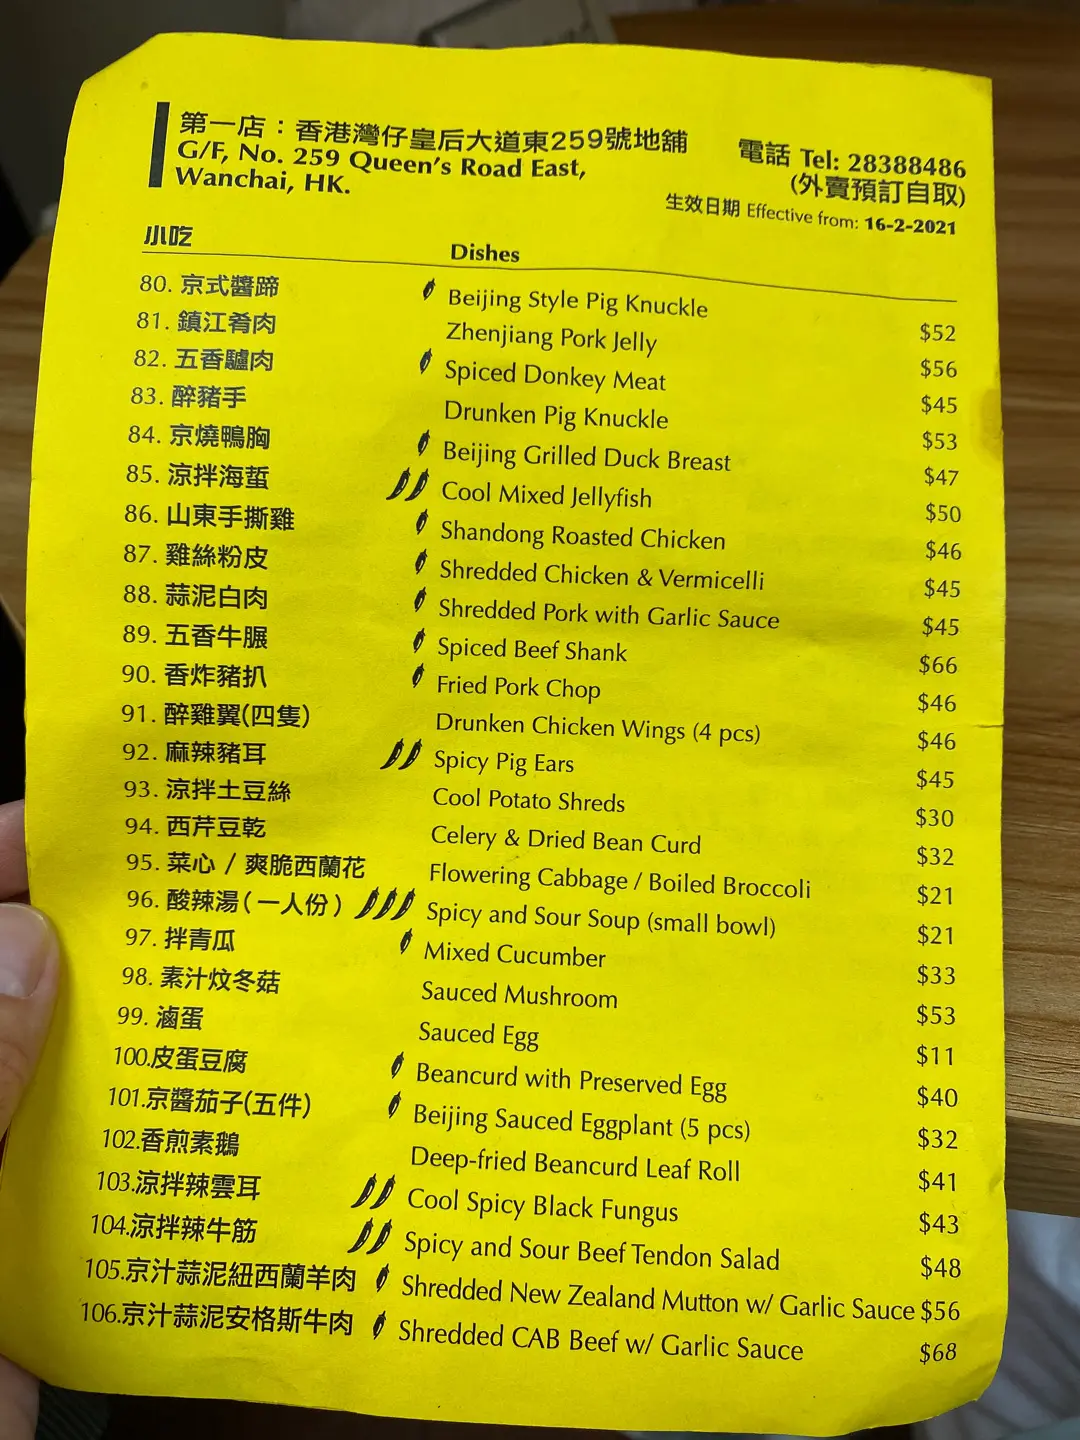 第一店：香港灣仔皇后大道東259號地舖
G/F, No. 259 Queen's Road East,
Wanchai, HK.
電話 Tel: 28388486
(外賣預訂自取)
生效日期 Effective from: 16-2-2021
小吃 Dishes
80. 京式醬蹄 Beijing Style Pig Knuckle $52
81. 鎮江肴肉 Zhenjiang Pork Jelly $56
82. 五香驢肉 Spiced Donkey Meat $45
83. 醉豬手 Drunken Pig Knuckle $53
84. 京燒鴨胸 Beijing Grilled Duck Breast $47
85. 涼拌海蜇 Cool Mixed Jellyfish $50
86. 山東手撕雞 Shandong Roasted Chicken $46
87. 雞絲粉皮 Shredded Chicken & Vermicelli $45
88. 蒜泥白肉 Shredded Pork with Garlic Sauce $45
89. 五香牛𦟌 Spiced Beef Shank $66
90. 香炸豬扒 Fried Pork Chop $46
91. 醉雞翼(四隻) Drunken Chicken Wings (4 pcs) $46
92. 麻辣豬耳 Spicy Pig Ears $45
93. 涼拌土豆絲 Cool Potato Shreds $30
94. 西芹豆乾 Celery & Dried Bean Curd $32
95. 菜心 / 爽脆西蘭花 Flowering Cabbage / Boiled Broccoli $21
96. 酸辣湯（一人份） Spicy and Sour Soup (small bowl) $21
97. 拌青瓜 Mixed Cucumber $33
98. 素汁炆冬菇 Sauced Mushroom $53
99. 滷蛋 Sauced Egg $11
100.皮蛋豆腐 Beancurd with Preserved Egg $40
101.京醬茄子(五件) Beijing Sauced Eggplant (5 pcs) $32
102.香煎素鵝 Deep-fried Beancurd Leaf Roll $41
103.涼拌辣雲耳 Cool Spicy Black Fungus $43
104.涼拌辣牛筋 Spicy and Sour Beef Tendon Salad $48
105.京汁蒜泥紐西蘭羊肉 Shredded New Zealand Mutton w/ Garlic Sauce $56
106.京汁蒜泥安格斯牛肉 Shredded CAB Beef w/ Garlic Sauce $68